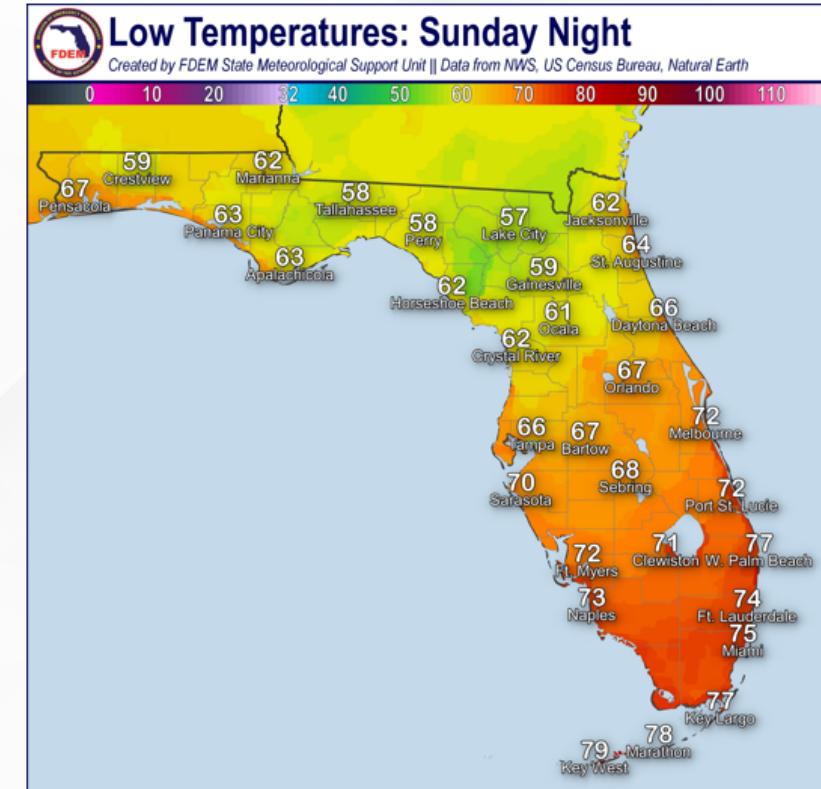 FDEM
Low Temperatures: Sunday Night
Created by FDEM State Meteorological Support Unit || Data from NWS, US Census Bureau, Natural Earth
0 10 20 32 40 50 60 70 80 90 100 110
59
Crestview
62
Marianna
67
Pensacola
58
Tallahassee
63
Panama City
58
Perry
57
Lake City
62
Jacksonville
64
St. Augustine
63
Apalachicola
59
Gainesville
62
Horseshoe Beach
61
Ocala
66
Daytona Beach
62
Crystal River
67
Orlando
72
Melbourne
66
Tampa
67
Bartow
68
Sebring
70
Sarasota
72
Port St. Lucie
72
Ft. Myers
71
Clewiston
77
W. Palm Beach
73
Naples
74
Ft. Lauderdale
75
Miami
77
Key Largo
78
Marathon
79
Key West